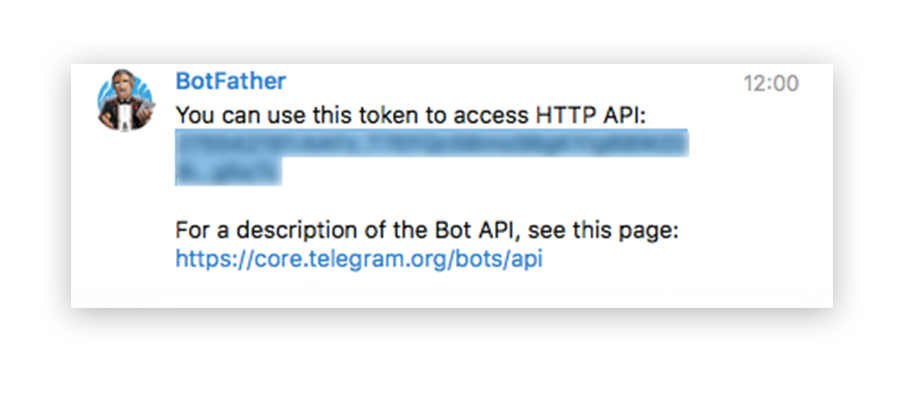 BotFather
12:00
You can use this token to access HTTP API:
For a description of the Bot API, see this page:
https://core.telegram.org/bots/api